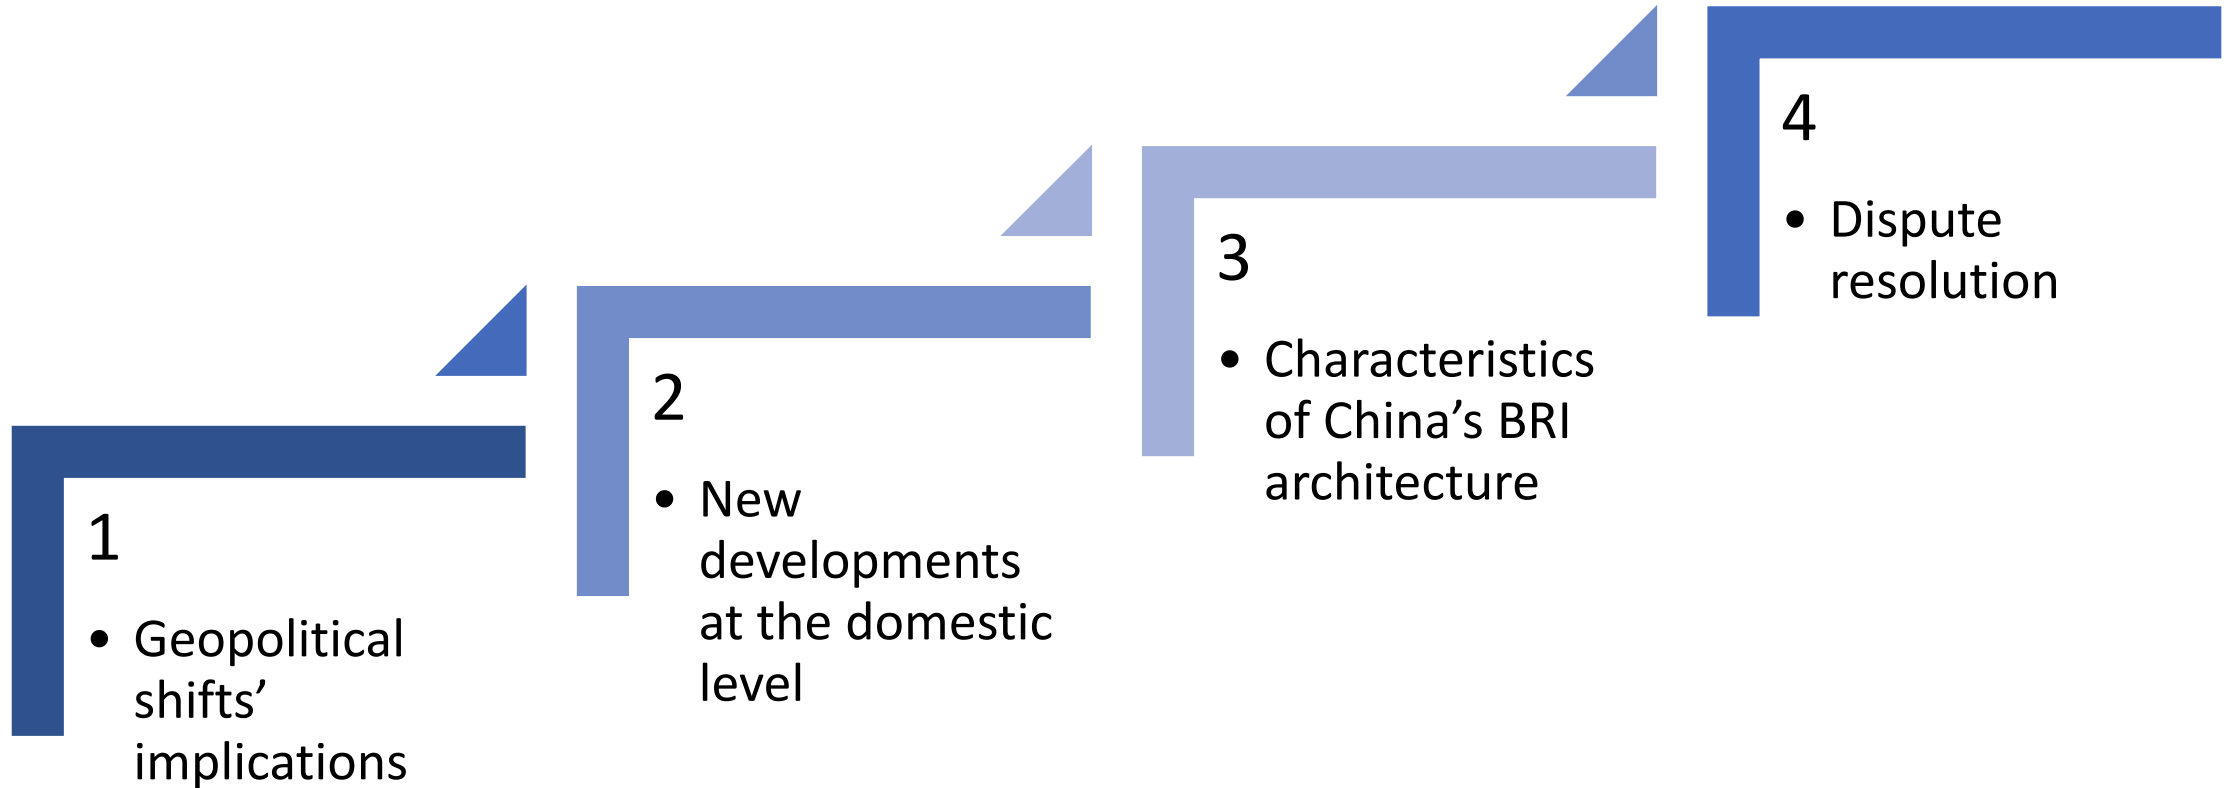 1
• Geopolitical
shifts’
implications
2
• New
developments
at the domestic
level
3
• Characteristics
of China’s BRI
architecture
4
• Dispute
resolution